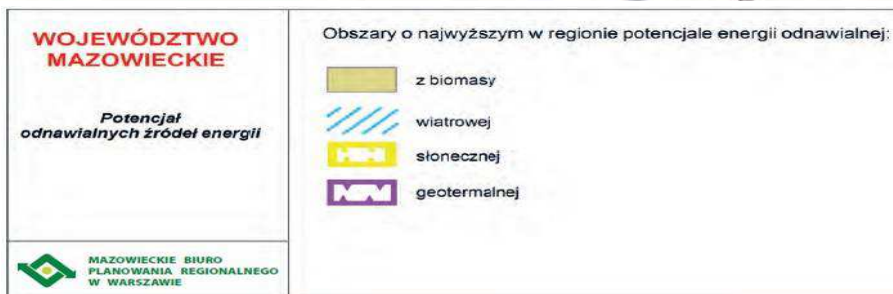 WOJEWÓDZTWO
MAZOWIECKIE
Potencjał
odnawialnych źródeł energii
MAZOWIECKIE BIURO
PLANOWANIA REGIONALNEGO
W WARSZAWIE
Obszary o najwyższym w regionie potencjale energii odnawialnej:
z biomasy
wiatrowej
słonecznej
geotermalnej